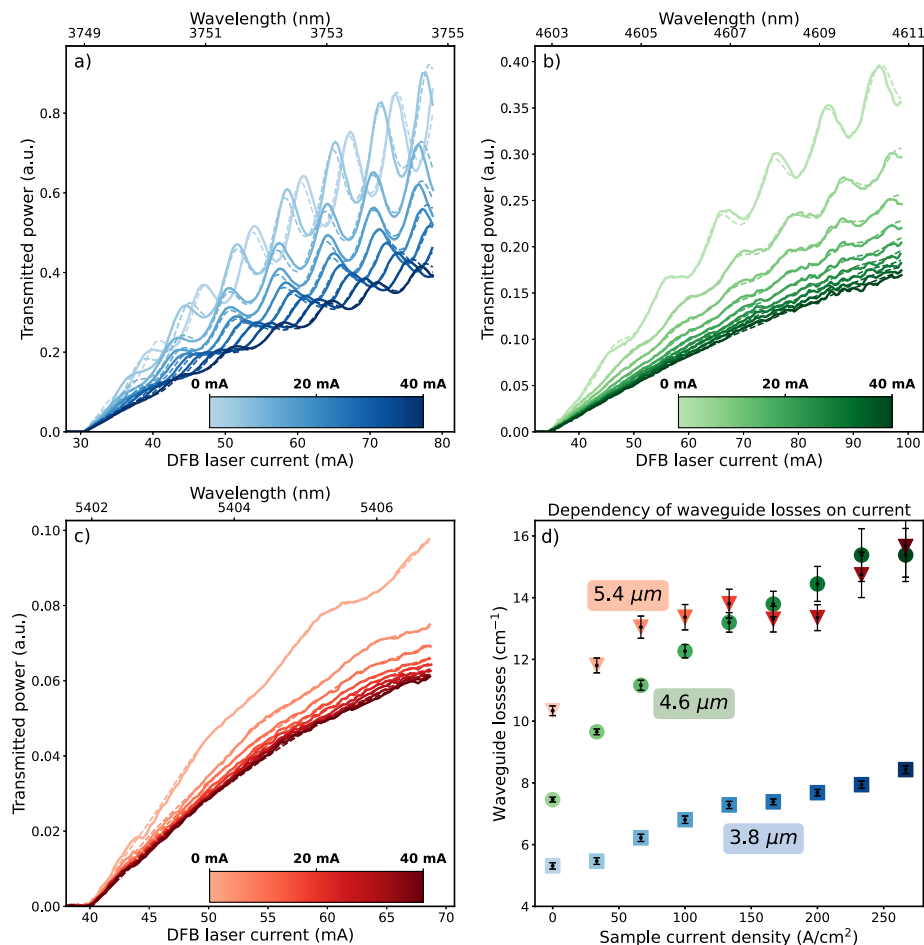 Wavelength (nm)
3749 3751 3753 3755
a)
Transmitted power (a.u.)
0.8
0.6
0.4
0.2
0.0
0 mA 20 mA 40 mA
30 40 50 60 70 80
DFB laser current (mA)
Wavelength (nm)
4603 4605 4607 4609 4611
b)
Transmitted power (a.u.)
0.40
0.35
0.30
0.25
0.20
0.15
0.10
0.05
0.00
0 mA 20 mA 40 mA
40 50 60 70 80 90 100
DFB laser current (mA)
Wavelength (nm)
5402 5404 5406
c)
Transmitted power (a.u.)
0.10
0.08
0.06
0.04
0.02
0.00
0 mA 20 mA 40 mA
40 45 50 55 60 65 70
DFB laser current (mA)
Dependency of waveguide losses on current
d)
Waveguide lossses (cm⁻¹)
16
14
12
10
8
6
4
5.4 μm
4.6 μm
3.8 μm
0 50 100 150 200 250
Sample current density (A/cm²)